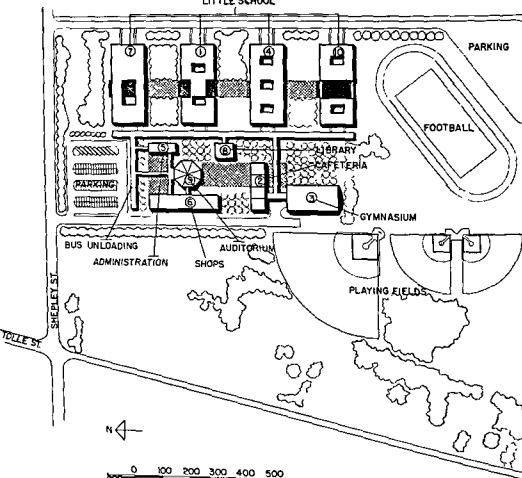 LITTLE SCHOOL
PARKING
7
1
4
10
FOOTBALL
5
8
LIBRARY
CAFETERIA
PARKING
9
2
6
3
GYMNASIUM
BUS UNLOADING
AUDITORIUM
ADMINISTRATION
SHOPS
PLAYING FIELDS
SHEPLEY ST.
TOLLE ST.
N
0 100 200 300 400 500